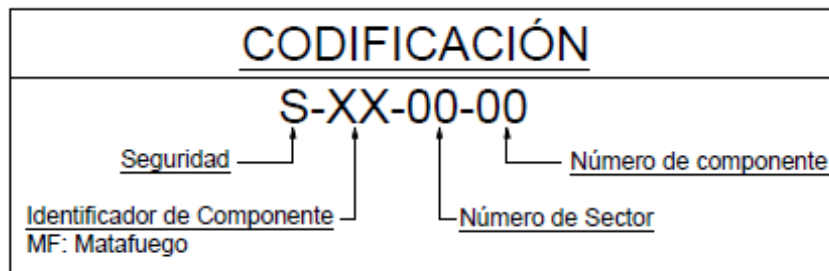 CODIFICACIÓN
S-XX-00-00
Seguridad
Número de componente
Identificador de Componente
Número de Sector
MF: Matafuego